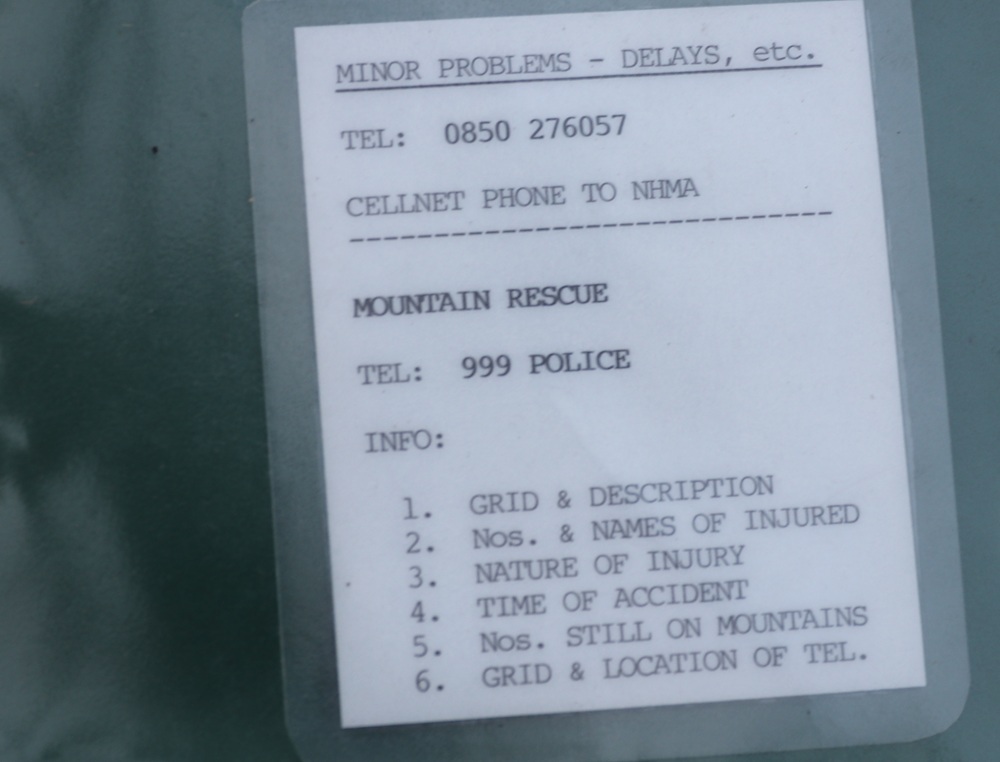 MINOR PROBLEMS - DELAYS, etc.
TEL: 0850 276057
CELLNET PHONE TO NHMA
----------------------------
MOUNTAIN RESCUE
TEL: 999 POLICE
INFO:
1. GRID & DESCRIPTION
2. Nos. & NAMES OF INJURED
3. NATURE OF INJURY
4. TIME OF ACCIDENT
5. Nos. STILL ON MOUNTAINS
6. GRID & LOCATION OF TEL.